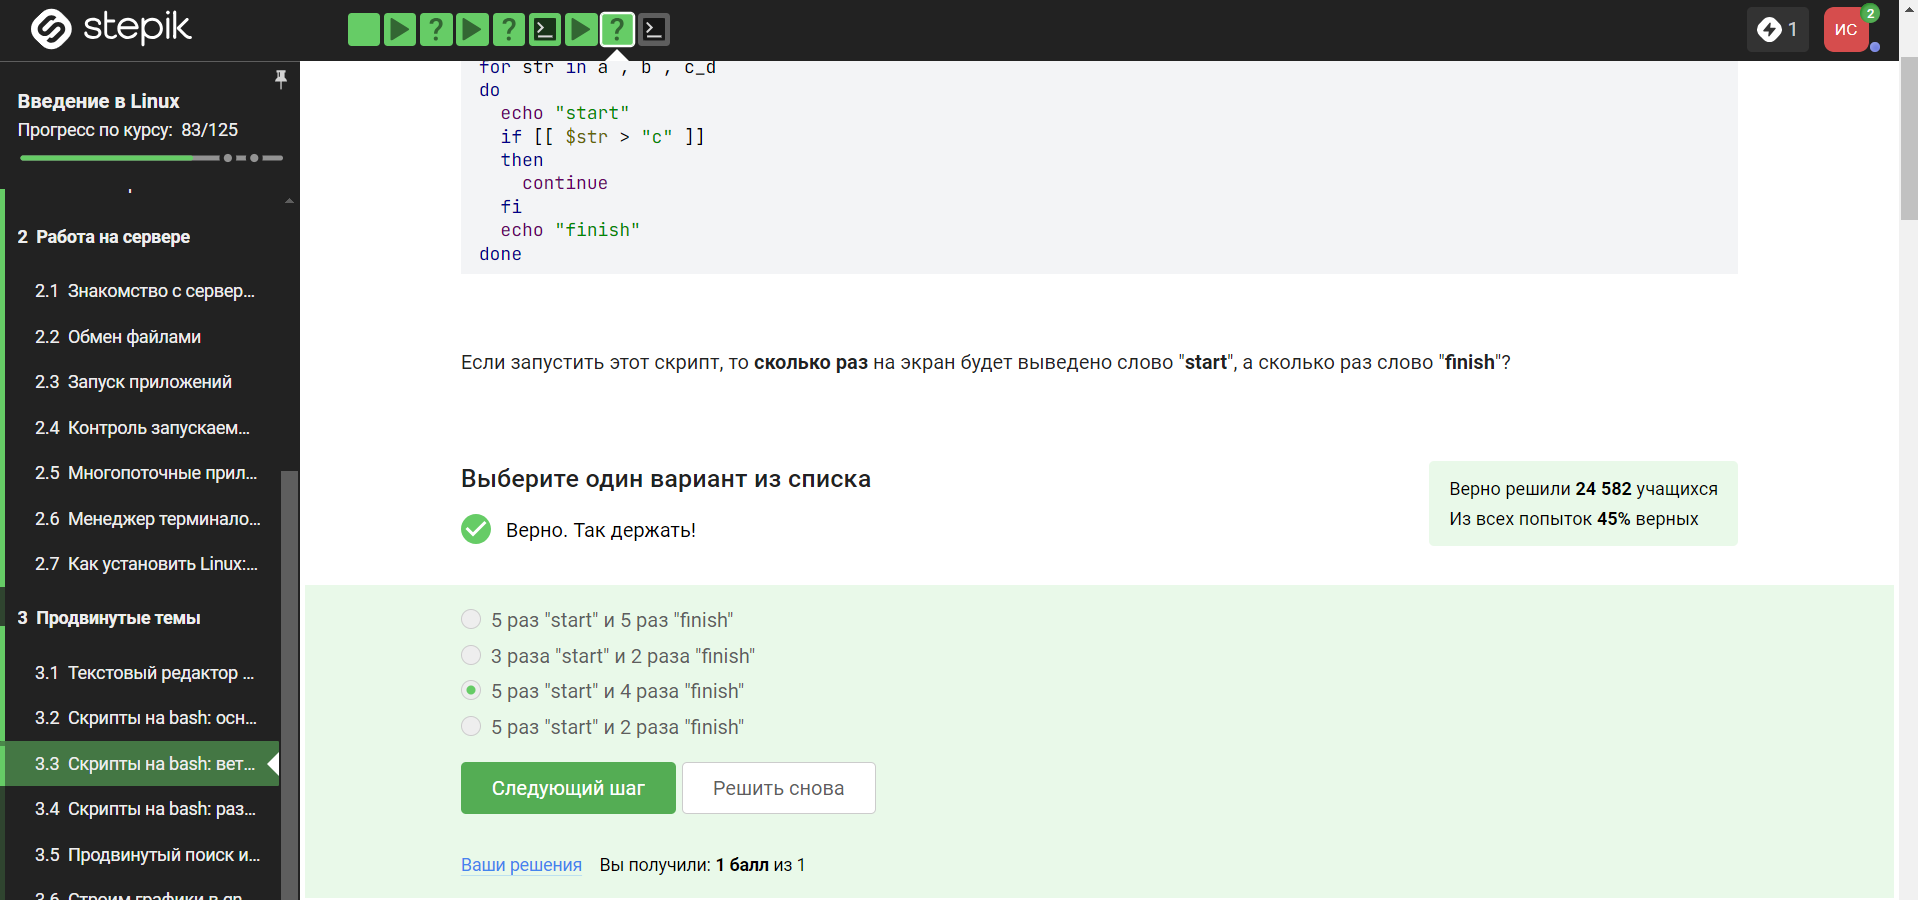 stepik
1
ИС
2
Введение в Linux
Прогресс по курсу: 83/125
2 Работа на сервере
2.1 Знакомство с сервер...
2.2 Обмен файлами
2.3 Запуск приложений
2.4 Контроль запускаем...
2.5 Многопоточные прил...
2.6 Менеджер терминало...
2.7 Как установить Linux:...
3 Продвинутые темы
3.1 Текстовый редактор ...
3.2 Скрипты на bash: осн...
3.3 Скрипты на bash: вет...
3.4 Скрипты на bash: раз...
3.5 Продвинутый поиск и...
3.6 Строим графики в gn...
for str in a , b , c_d
do
echo "start"
if [[ $str > "c" ]]
then
continue
fi
echo "finish"
done
Если запустить этот скрипт, то сколько раз на экран будет выведено слово "start", а сколько раз слово "finish"?
Выберите один вариант из списка
Верно. Так держать!
Верно решили 24 582 учащихся
Из всех попыток 45% верных
5 раз "start" и 5 раз "finish"
3 раза "start" и 2 раза "finish"
5 раз "start" и 4 раза "finish"
5 раз "start" и 2 раза "finish"
Следующий шаг
Решить снова
Ваши решения Вы получили: 1 балл из 1